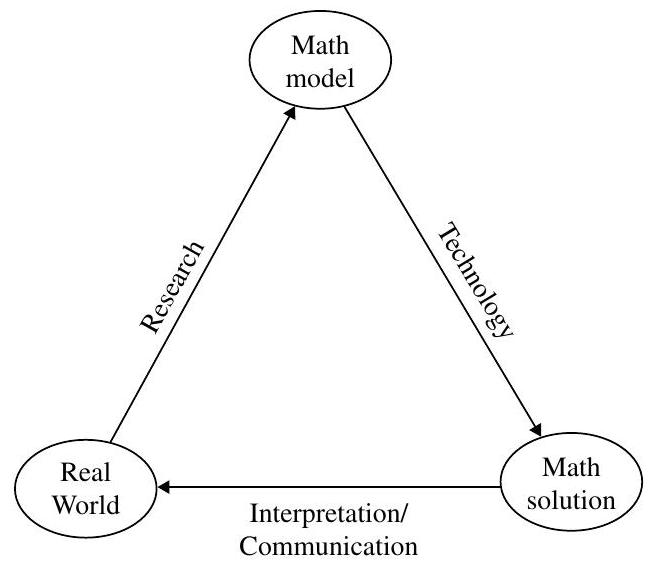 Math
model
Research
Technology
Real
World
Math
solution
Interpretation/
Communication